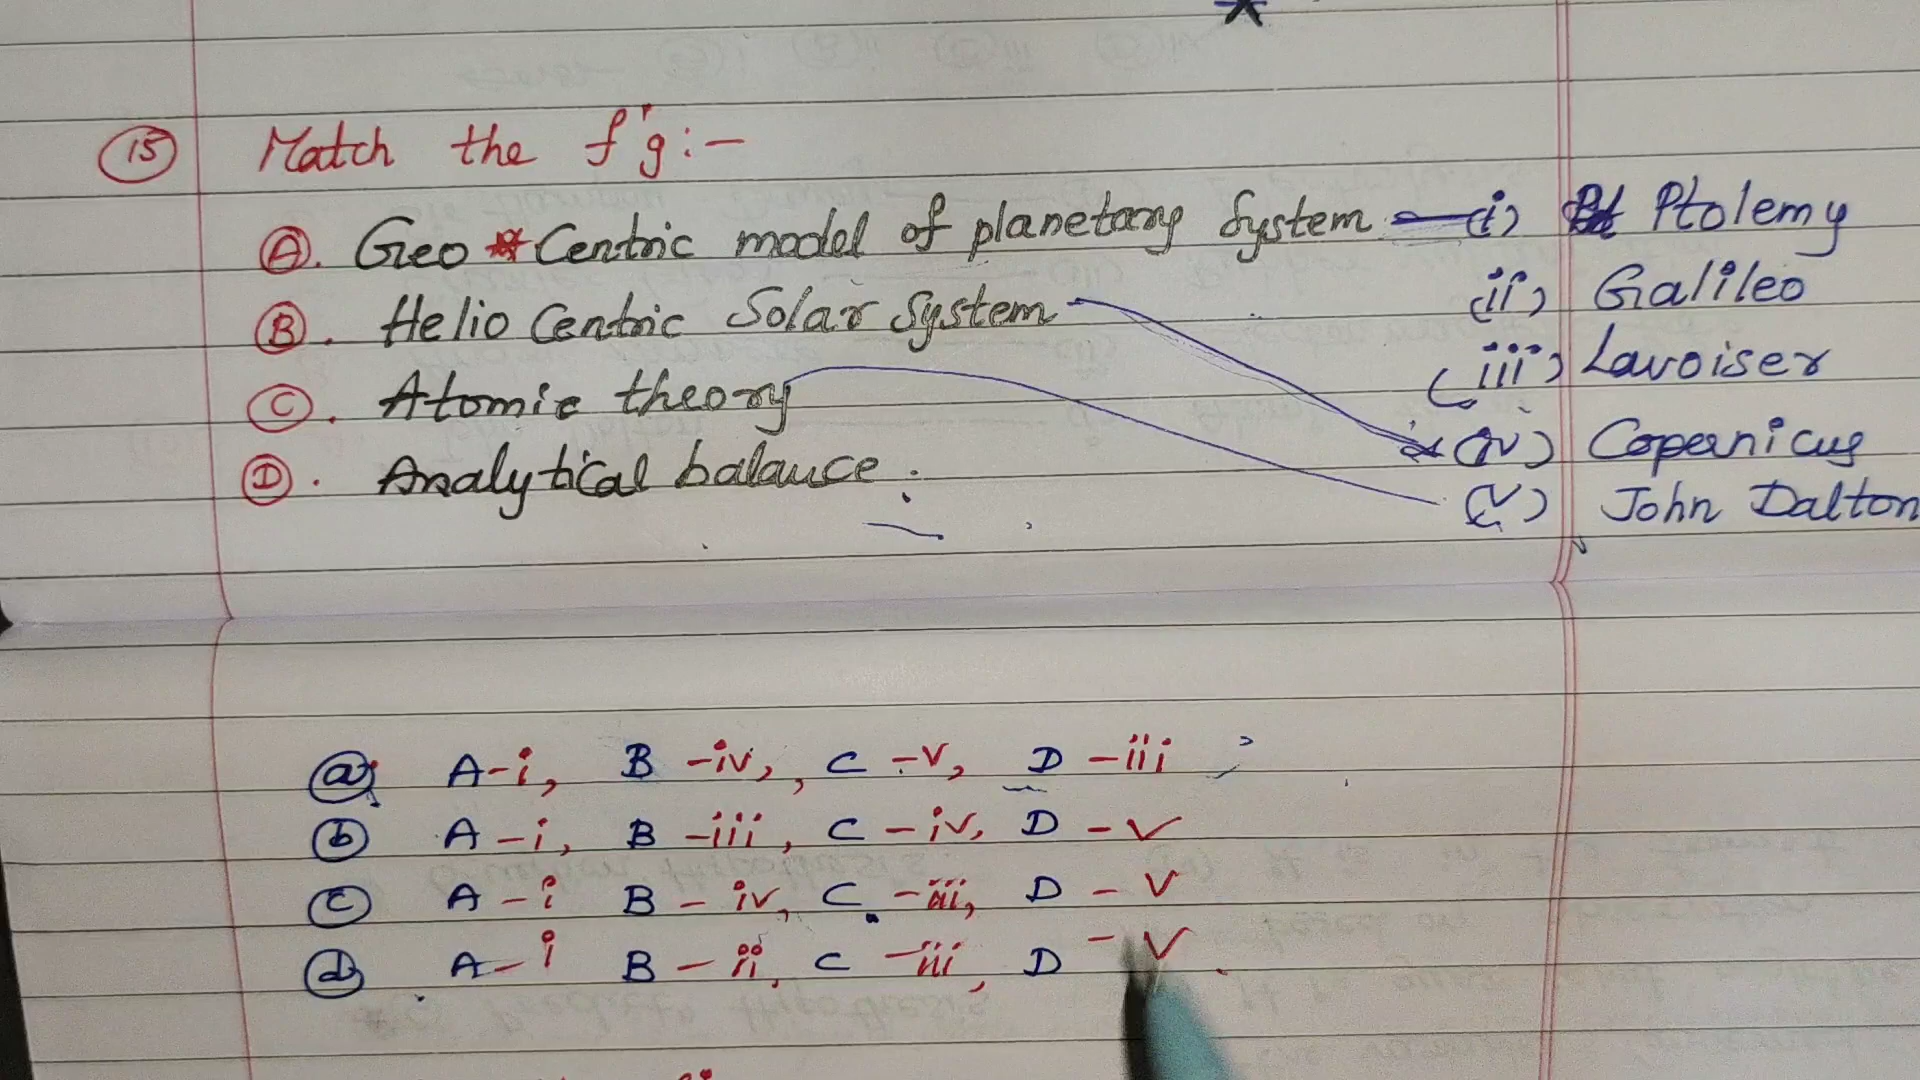 15 Match the f'g:-
A. Geo Centric model of planetary System (i) Ptolemy
(ii) Galileo
B. Helio Centric Solar System
(iii) Lavoiser
C. Atomic theory
(iv) Copernicus
D. Analytical balance.
(v) John Dalton
a) A-i, B-iv, C-v, D-iii
b) A-i, B-iii, C-iv, D-v
c) A-i B-iv, C-iii, D-v
d) A-i B-ii, C-iii, D-v